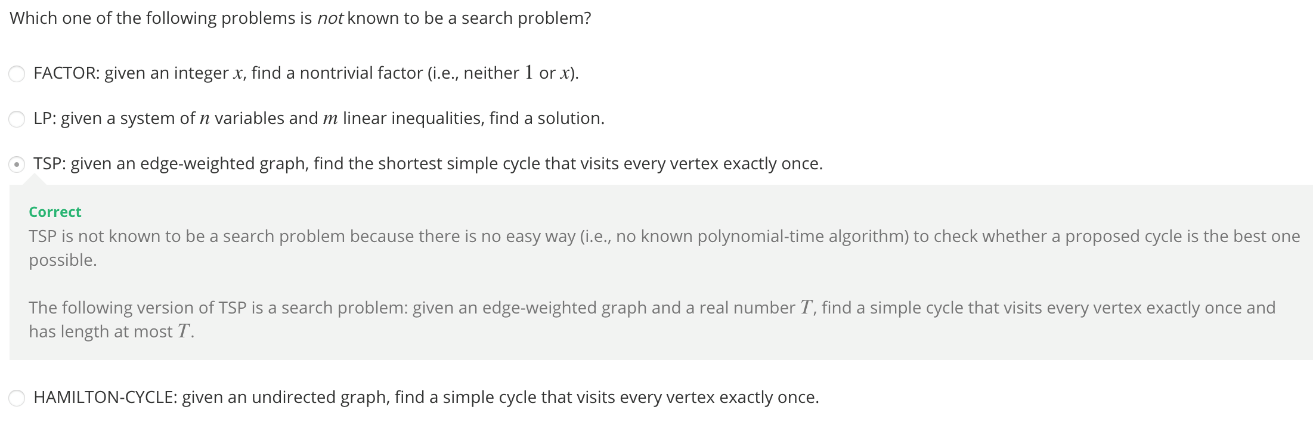 Which one of the following problems is not known to be a search problem?
FACTOR: given an integer x, find a nontrivial factor (i.e., neither 1 or x).
LP: given a system of n variables and m linear inequalities, find a solution.
TSP: given an edge-weighted graph, find the shortest simple cycle that visits every vertex exactly once.
Correct
TSP is not known to be a search problem because there is no easy way (i.e., no known polynomial-time algorithm) to check whether a proposed cycle is the best one
possible.
The following version of TSP is a search problem: given an edge-weighted graph and a real number T, find a simple cycle that visits every vertex exactly once and
has length at most T.
HAMILTON-CYCLE: given an undirected graph, find a simple cycle that visits every vertex exactly once.